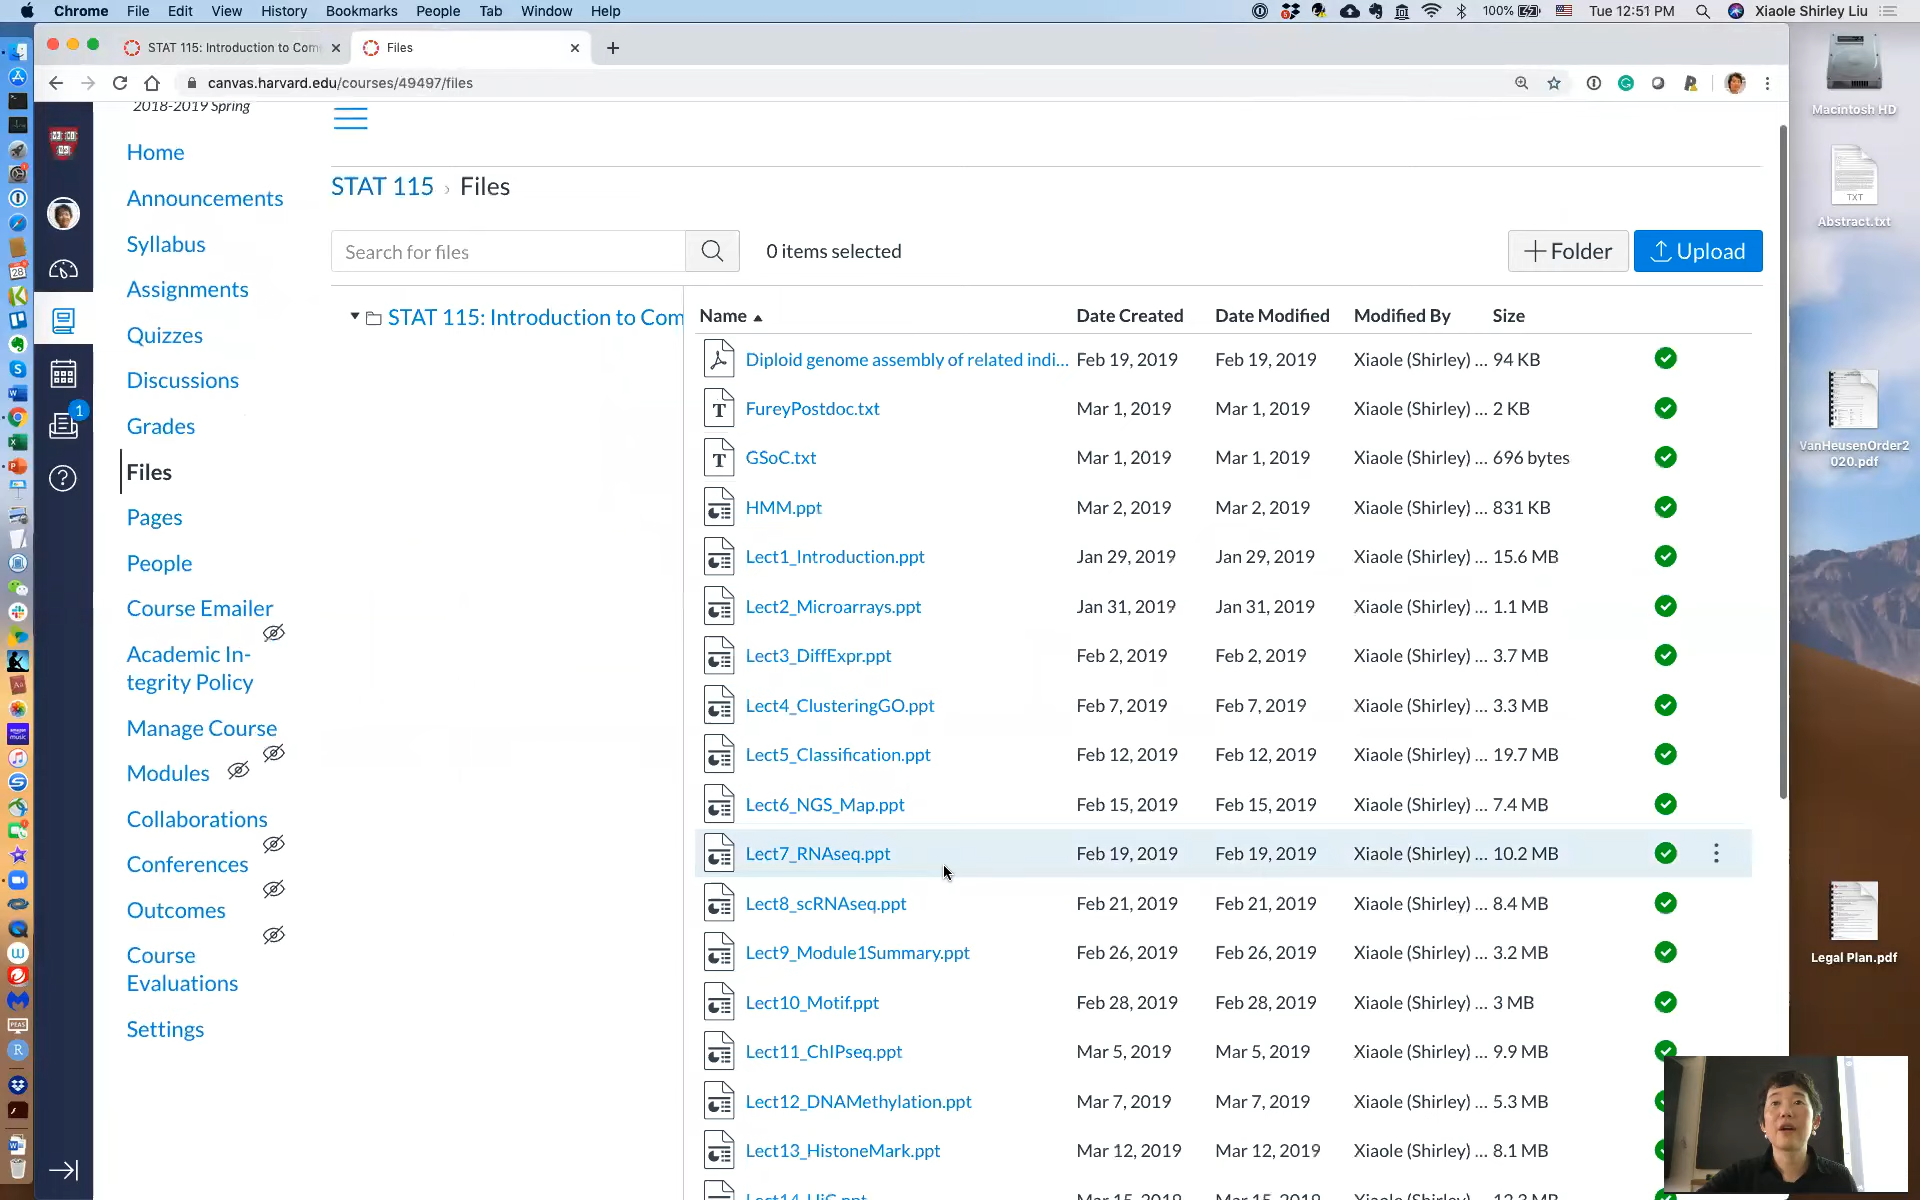 Chrome File Edit View History Bookmarks People Tab Window Help
100% Tue 12:51 PM Xiaole Shirley Liu
STAT 115: Introduction to Com
Files
canvas.harvard.edu/courses/49497/files
2018-2019 Spring
Home
Announcements
Syllabus
Assignments
Quizzes
Discussions
Grades
Files
Pages
People
Course Emailer
Academic In-
tegrity Policy
Manage Course
Modules
Collaborations
Conferences
Outcomes
Course
Evaluations
Settings
1
STAT 115 › Files
Search for files
0 items selected
Folder
Upload
STAT 115: Introduction to Com
Name Date Created Date Modified Modified By Size
Diploid genome assembly of related indi... Feb 19, 2019 Feb 19, 2019 Xiaole (Shirley) ... 94 KB
FureyPostdoc.txt Mar 1, 2019 Mar 1, 2019 Xiaole (Shirley) ... 2 KB
GSoC.txt Mar 1, 2019 Mar 1, 2019 Xiaole (Shirley) ... 696 bytes
HMM.ppt Mar 2, 2019 Mar 2, 2019 Xiaole (Shirley) ... 831 KB
Lect1_Introduction.ppt Jan 29, 2019 Jan 29, 2019 Xiaole (Shirley) ... 15.6 MB
Lect2_Microarrays.ppt Jan 31, 2019 Jan 31, 2019 Xiaole (Shirley) ... 1.1 MB
Lect3_DiffExpr.ppt Feb 2, 2019 Feb 2, 2019 Xiaole (Shirley) ... 3.7 MB
Lect4_ClusteringGO.ppt Feb 7, 2019 Feb 7, 2019 Xiaole (Shirley) ... 3.3 MB
Lect5_Classification.ppt Feb 12, 2019 Feb 12, 2019 Xiaole (Shirley) ... 19.7 MB
Lect6_NGS_Map.ppt Feb 15, 2019 Feb 15, 2019 Xiaole (Shirley) ... 7.4 MB
Lect7_RNAseq.ppt Feb 19, 2019 Feb 19, 2019 Xiaole (Shirley) ... 10.2 MB
Lect8_scRNAseq.ppt Feb 21, 2019 Feb 21, 2019 Xiaole (Shirley) ... 8.4 MB
Lect9_Module1Summary.ppt Feb 26, 2019 Feb 26, 2019 Xiaole (Shirley) ... 3.2 MB
Lect10_Motif.ppt Feb 28, 2019 Feb 28, 2019 Xiaole (Shirley) ... 3 MB
Lect11_ChIPseq.ppt Mar 5, 2019 Mar 5, 2019 Xiaole (Shirley) ... 9.9 MB
Lect12_DNAMethylation.ppt Mar 7, 2019 Mar 7, 2019 Xiaole (Shirley) ... 5.3 MB
Lect13_HistoneMark.ppt Mar 12, 2019 Mar 12, 2019 Xiaole (Shirley) ... 8.1 MB
Macintosh HD
TXT
Abstract.txt
VanHeusenOrder2
020.pdf
Legal Plan.pdf